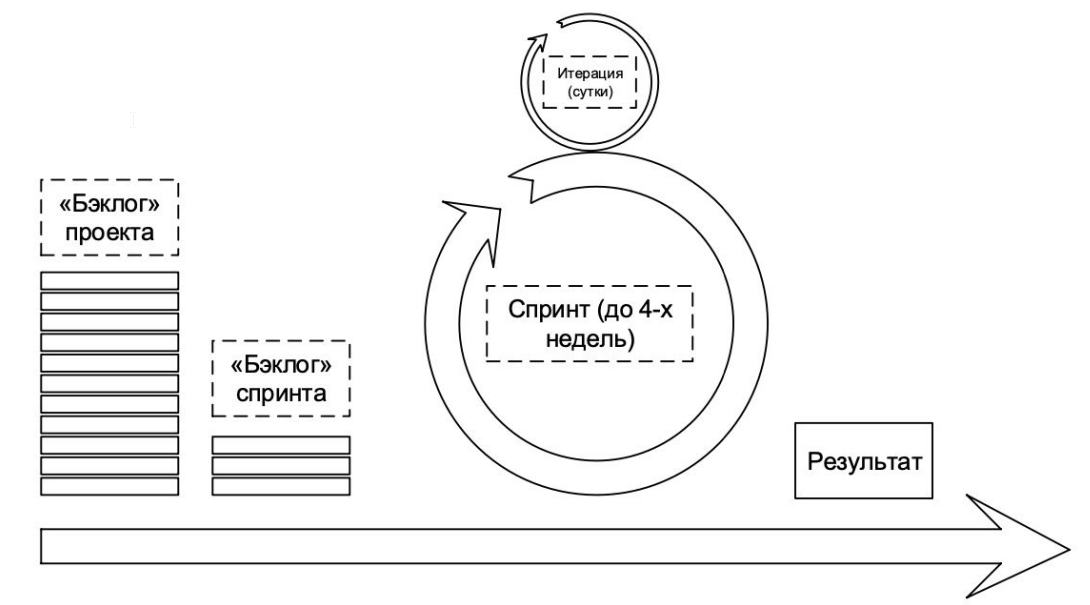 Итерация
(сутки)
«Бэклог»
проекта
Спринт (до 4-х
недель)
«Бэклог»
спринта
Результат